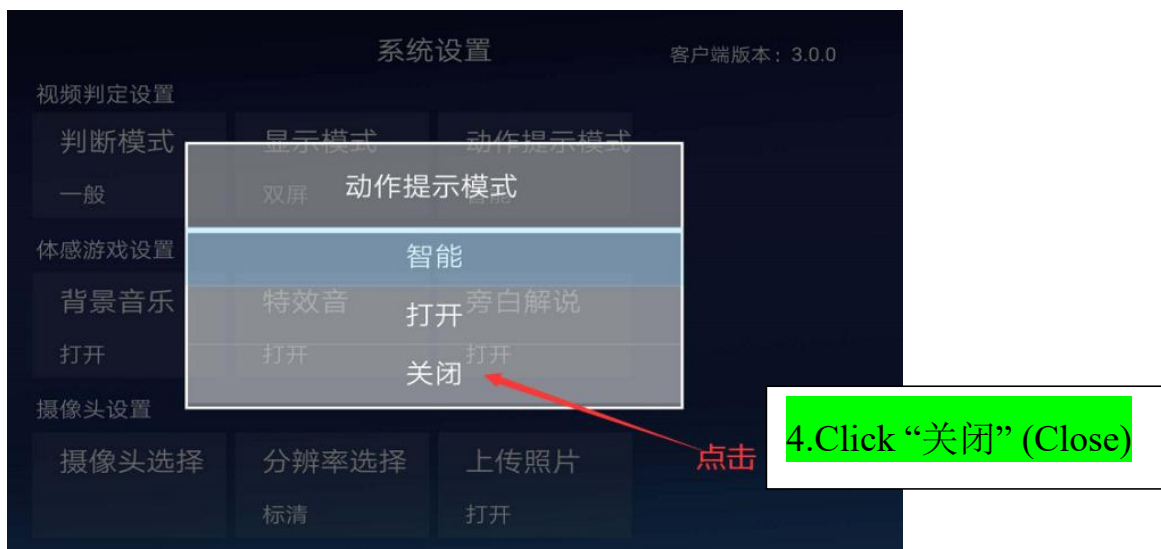 系统设置
客户端版本：3.0.0
视频判定设置
判断模式
显示模式
动作提示模式
一般
双屏
智能
动作提示模式
智能
打开
关闭
体感游戏设置
背景音乐
特效音
旁白解说
打开
打开
打开
摄像头设置
摄像头选择
分辨率选择
上传照片
标清
打开
点击
4.Click “关闭” (Close)